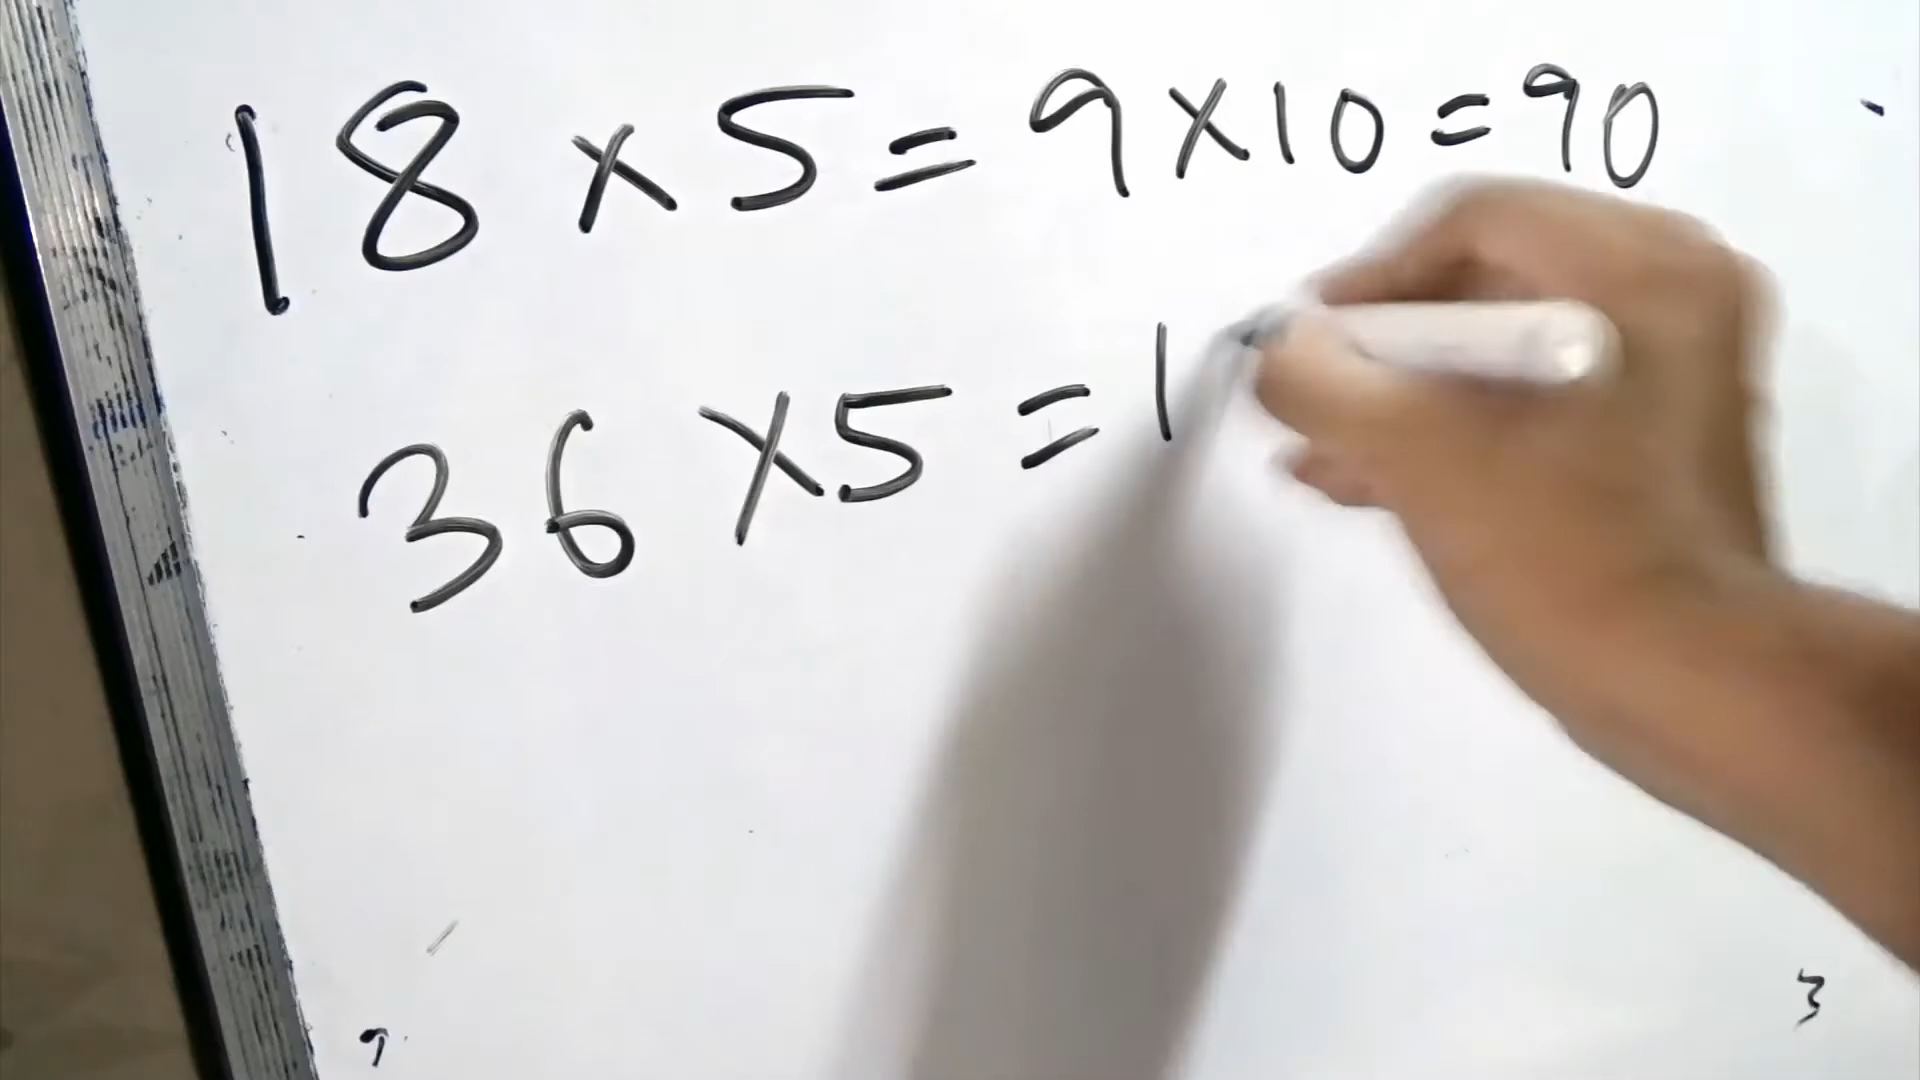 18 × 5 = 9 × 10 = 90
36 × 5 = 1